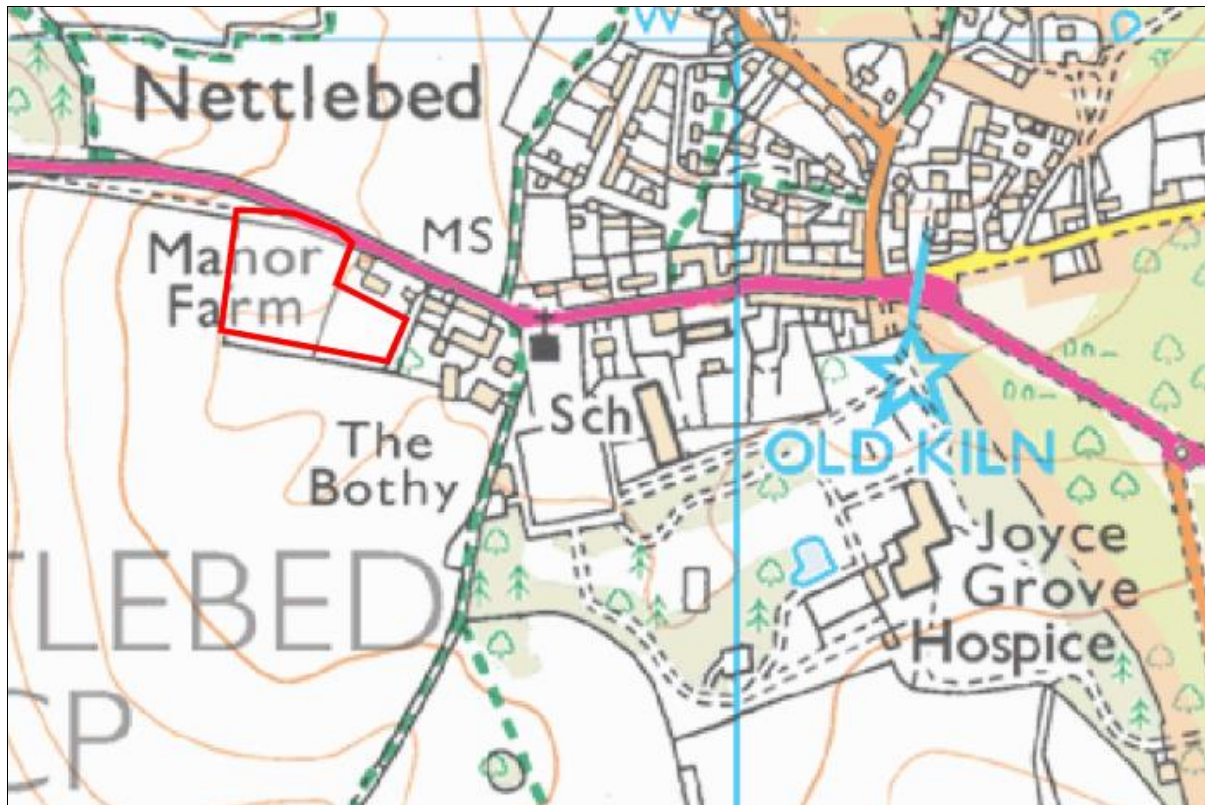 W
Nettlebed
MS
Manor
Farm
Sch
The
Bothy
OLD KILN
Joyce
Grove
Hospice
TLEBED
CP